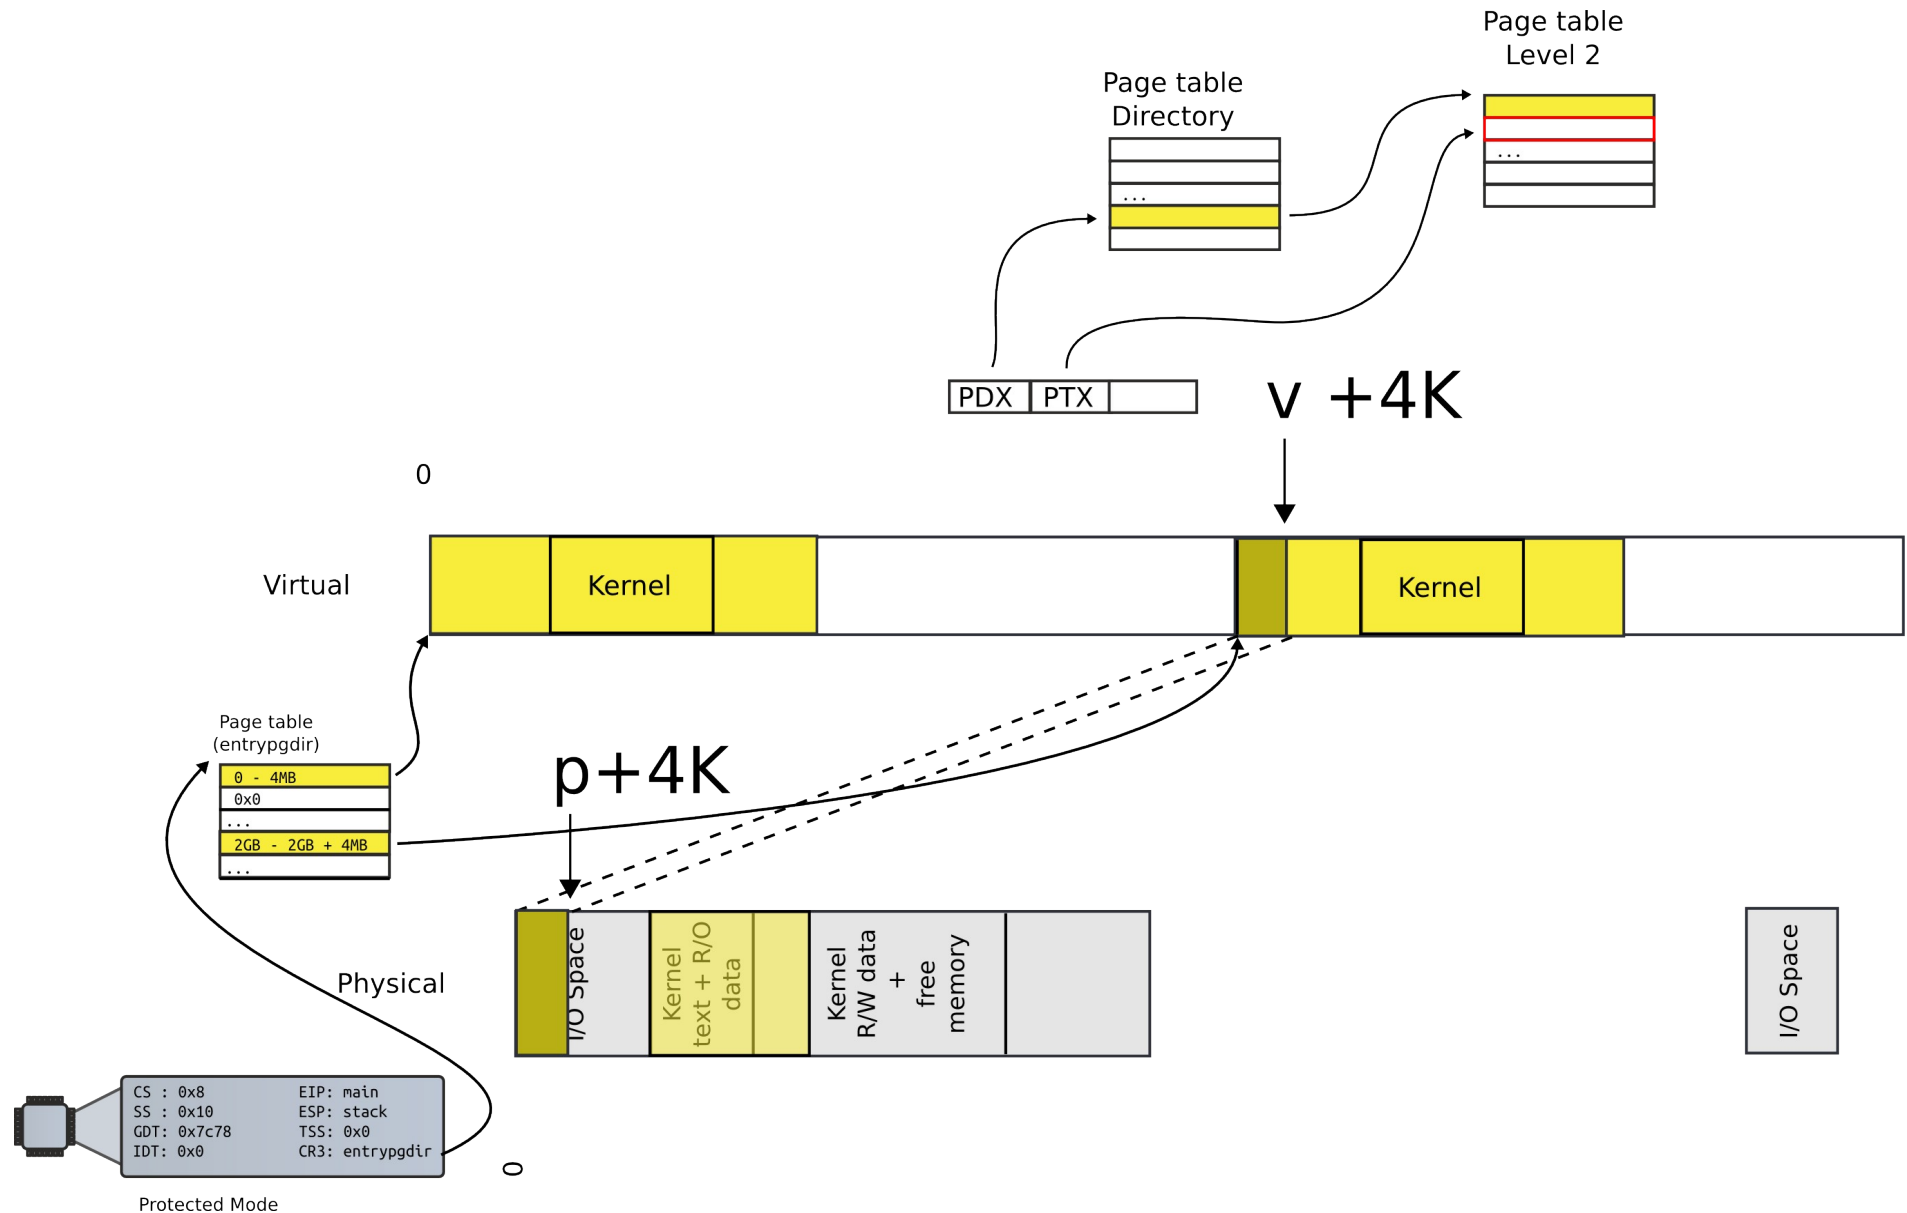 Page table
Level 2
Page table
Directory
...
...
PDX PTX
v +4K
0
Virtual
Kernel
Kernel
Page table
(entrypgdir)
0 - 4MB
0x0
...
2GB - 2GB + 4MB
...
p+4K
Physical
I/O Space
Kernel
text + R/O
data
Kernel
R/W data
+
free
memory
I/O Space
CS : 0x8 EIP: main
SS : 0x10 ESP: stack
GDT: 0x7c78 TSS: 0x0
IDT: 0x0 CR3: entrypgdir
0
Protected Mode